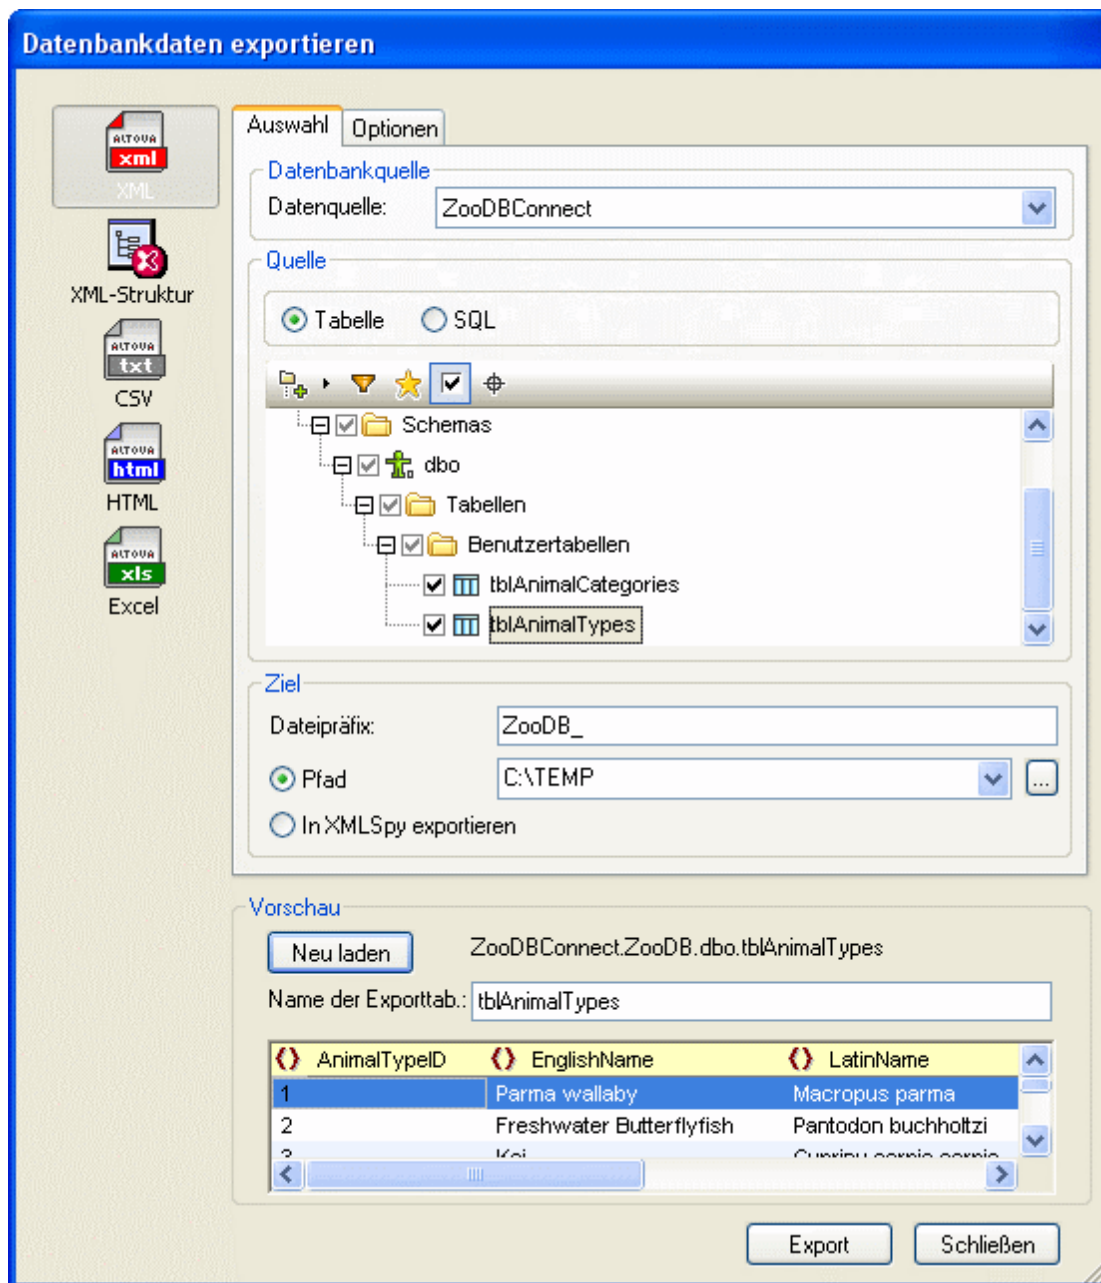 Datenbankdaten exportieren
ALTOVA
xml
XML
XML-Struktur
ALTOVA
txt
CSV
ALTOVA
html
HTML
ALTOVA
xls
Excel
Auswahl Optionen
Datenbankquelle
Datenquelle: ZooDBConnect
Quelle
Tabelle SQL
Schemas
dbo
Tabellen
Benutzertabellen
tblAnimalCategories
tblAnimalTypes
Ziel
Dateipräfix: ZooDB_
Pfad C:\TEMP ...
In XMLSpy exportieren
Vorschau
Neu laden ZooDBConnect.ZooDB.dbo.tblAnimalTypes
Name der Exporttab.: tblAnimalTypes
AnimalTypeID EnglishName LatinName
1 Parma wallaby Macropus parma
2 Freshwater Butterflyfish Pantodon buchholtzi
3 Koi
Export Schließen